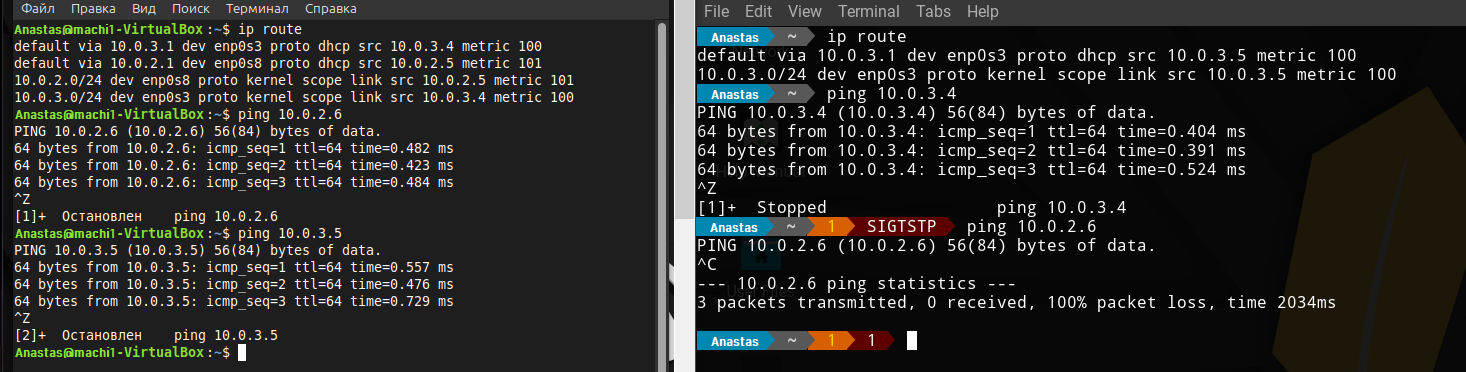 Файл Правка Вид Поиск Терминал Справка
Anastas@machi1-VirtualBox:~$ ip route
default via 10.0.3.1 dev enp0s3 proto dhcp src 10.0.3.4 metric 100
default via 10.0.2.1 dev enp0s8 proto dhcp src 10.0.2.5 metric 101
10.0.2.0/24 dev enp0s8 proto kernel scope link src 10.0.2.5 metric 101
10.0.3.0/24 dev enp0s3 proto kernel scope link src 10.0.3.4 metric 100
Anastas@machi1-VirtualBox:~$ ping 10.0.2.6
PING 10.0.2.6 (10.0.2.6) 56(84) bytes of data.
64 bytes from 10.0.2.6: icmp_seq=1 ttl=64 time=0.482 ms
64 bytes from 10.0.2.6: icmp_seq=2 ttl=64 time=0.423 ms
64 bytes from 10.0.2.6: icmp_seq=3 ttl=64 time=0.484 ms
^Z
[1]+  Остановлен    ping 10.0.2.6
Anastas@machi1-VirtualBox:~$ ping 10.0.3.5
PING 10.0.3.5 (10.0.3.5) 56(84) bytes of data.
64 bytes from 10.0.3.5: icmp_seq=1 ttl=64 time=0.557 ms
64 bytes from 10.0.3.5: icmp_seq=2 ttl=64 time=0.476 ms
64 bytes from 10.0.3.5: icmp_seq=3 ttl=64 time=0.729 ms
^Z
[2]+  Остановлен    ping 10.0.3.5
Anastas@machi1-VirtualBox:~$
File Edit View Terminal Tabs Help
Anastas ~ ip route
default via 10.0.3.1 dev enp0s3 proto dhcp src 10.0.3.5 metric 100
10.0.3.0/24 dev enp0s3 proto kernel scope link src 10.0.3.5 metric 100
Anastas ~ ping 10.0.3.4
PING 10.0.3.4 (10.0.3.4) 56(84) bytes of data.
64 bytes from 10.0.3.4: icmp_seq=1 ttl=64 time=0.404 ms
64 bytes from 10.0.3.4: icmp_seq=2 ttl=64 time=0.391 ms
64 bytes from 10.0.3.4: icmp_seq=3 ttl=64 time=0.524 ms
^Z
[1]+  Stopped                 ping 10.0.3.4
Anastas ~ 1 SIGTSTP ping 10.0.2.6
PING 10.0.2.6 (10.0.2.6) 56(84) bytes of data.
^C
--- 10.0.2.6 ping statistics ---
3 packets transmitted, 0 received, 100% packet loss, time 2034ms
Anastas ~ 1 1